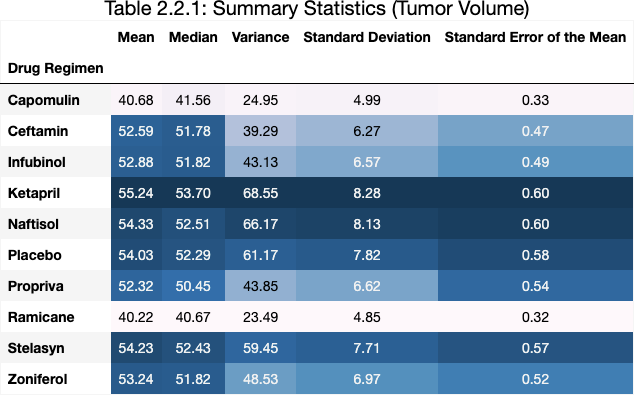 Table 2.2.1: Summary Statistics (Tumor Volume)
Mean Median Variance Standard Deviation Standard Error of the Mean
Drug Regimen
Capomulin 40.68 41.56 24.95 4.99 0.33
Ceftamin 52.59 51.78 39.29 6.27 0.47
Infubinol 52.88 51.82 43.13 6.57 0.49
Ketapril 55.24 53.70 68.55 8.28 0.60
Naftisol 54.33 52.51 66.17 8.13 0.60
Placebo 54.03 52.29 61.17 7.82 0.58
Propriva 52.32 50.45 43.85 6.62 0.54
Ramicane 40.22 40.67 23.49 4.85 0.32
Stelasyn 54.23 52.43 59.45 7.71 0.57
Zoniferol 53.24 51.82 48.53 6.97 0.52